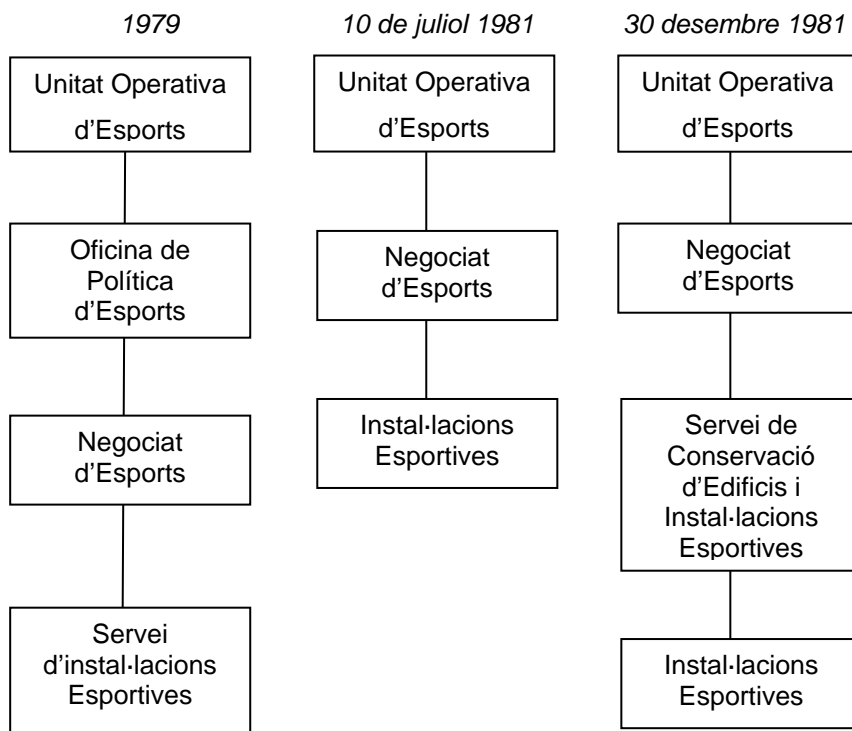 1979
Unitat Operativa
d’Esports
Oficina de
Política
d’Esports
Negociat
d’Esports
Servei
d’instal·lacions
Esportives
10 de juliol 1981
Unitat Operativa
d’Esports
Negociat
d’Esports
Instal·lacions
Esportives
30 desembre 1981
Unitat Operativa
d’Esports
Negociat
d’Esports
Servei de
Conservació
d’Edificis i
Instal·lacions
Esportives
Instal·lacions
Esportives